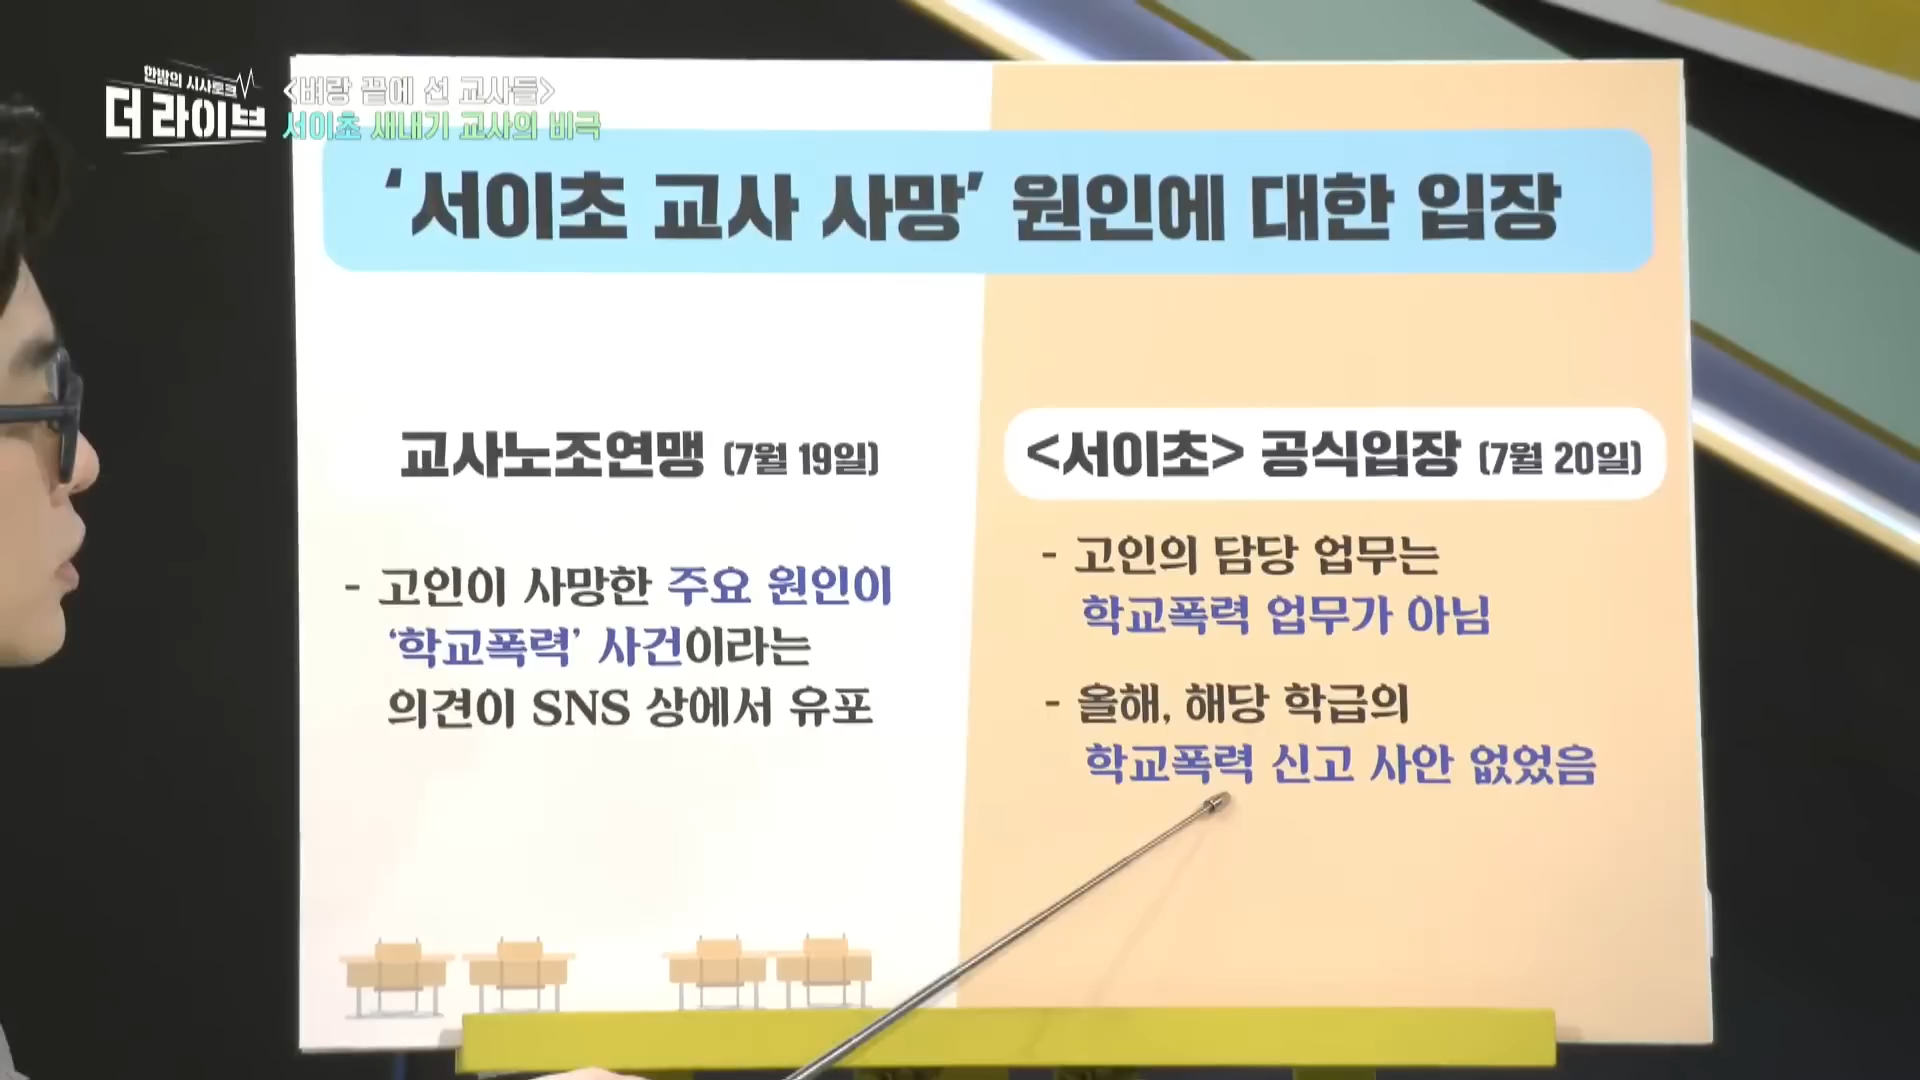 한밤의 시사토크
더 라이브
<벼랑 끝에 선 교사들>
서이초 새내기 교사의 비극
‘서이초 교사 사망’ 원인에 대한 입장
교사노조연맹 (7월 19일)
- 고인이 사망한 주요 원인이
‘학교폭력’ 사건이라는
의견이 SNS 상에서 유포
<서이초> 공식입장 (7월 20일)
- 고인의 담당 업무는
학교폭력 업무가 아님
- 올해, 해당 학급의
학교폭력 신고 사안 없었음